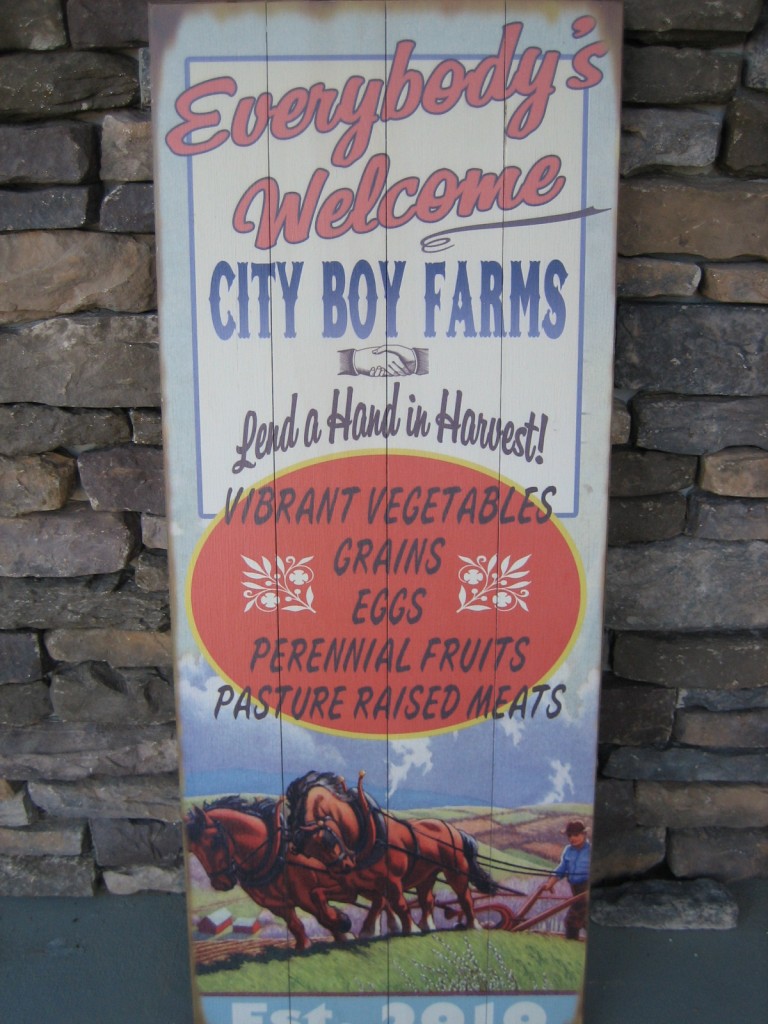 Everybody's
Welcome
CITY BOY FARMS
Lend a Hand in Harvest!
VIBRANT VEGETABLES
GRAINS
EGGS
PERENNIAL FRUITS
PASTURE RAISED MEATS
Est.